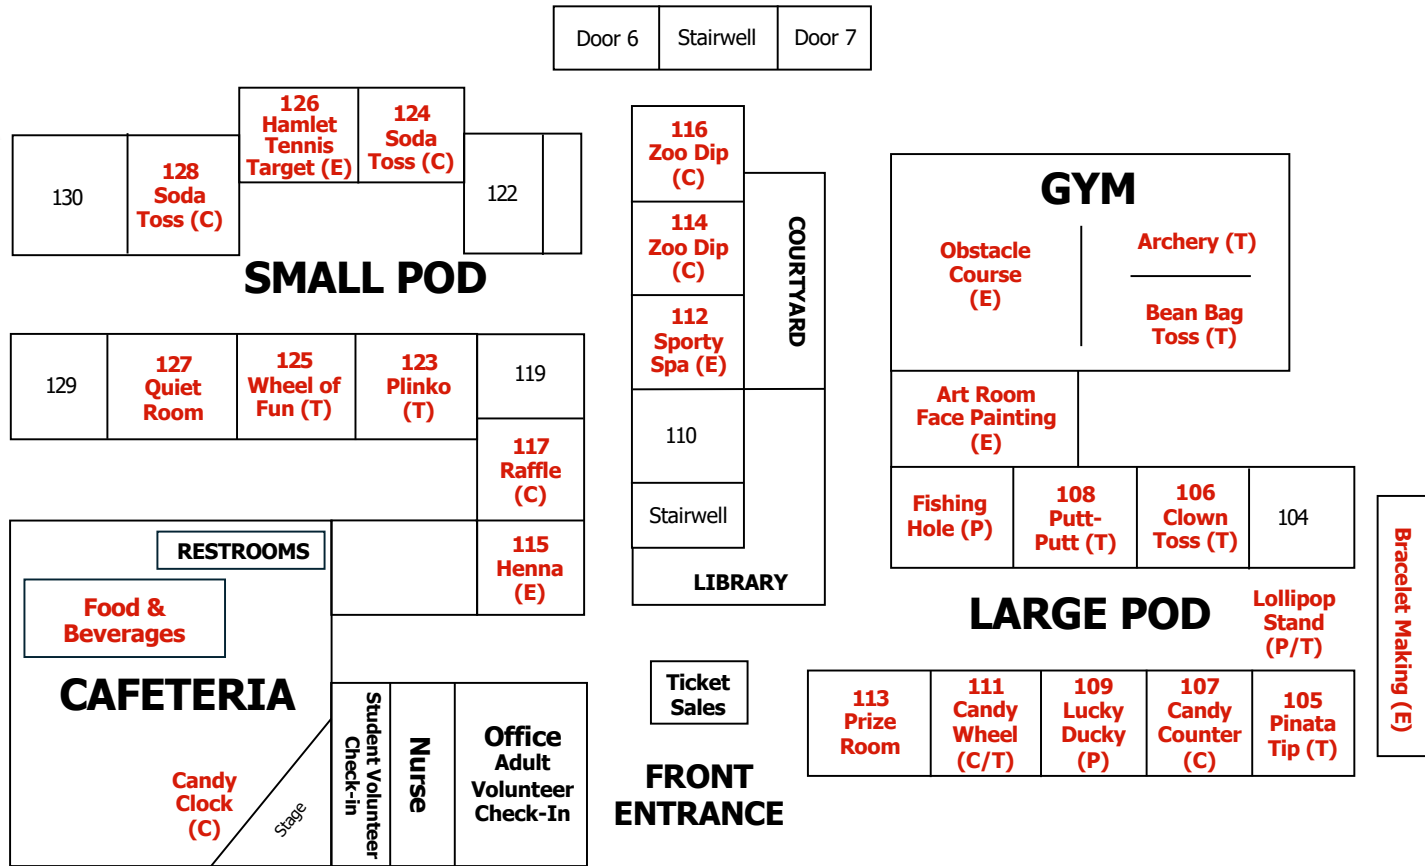 Door 6
Stairwell
Door 7
126
Hamlet
Tennis
Target (E)
124
Soda
Toss (C)
130
128
Soda
Toss (C)
122
SMALL POD
116
Zoo Dip
(C)
114
Zoo Dip
(C)
112
Sporty
Spa (E)
110
Stairwell
COURTYARD
LIBRARY
GYM
Obstacle
Course
(E)
Archery (T)
Bean Bag
Toss (T)
Art Room
Face Painting
(E)
Fishing
Hole (P)
108
Putt-
Putt (T)
106
Clown
Toss (T)
104
129
127
Quiet
Room
125
Wheel of
Fun (T)
123
Plinko
(T)
119
117
Raffle
(C)
115
Henna
(E)
RESTROOMS
Food &
Beverages
CAFETERIA
Candy
Clock
(C)
Stage
Student Volunteer
Check-in
Nurse
Office
Adult
Volunteer
Check-In
Ticket
Sales
FRONT
ENTRANCE
LARGE POD
Lollipop
Stand
(P/T)
Bracelet Making (E)
113
Prize
Room
111
Candy
Wheel
(C/T)
109
Lucky
Ducky
(P)
107
Candy
Counter
(C)
105
Pinata
Tip (T)